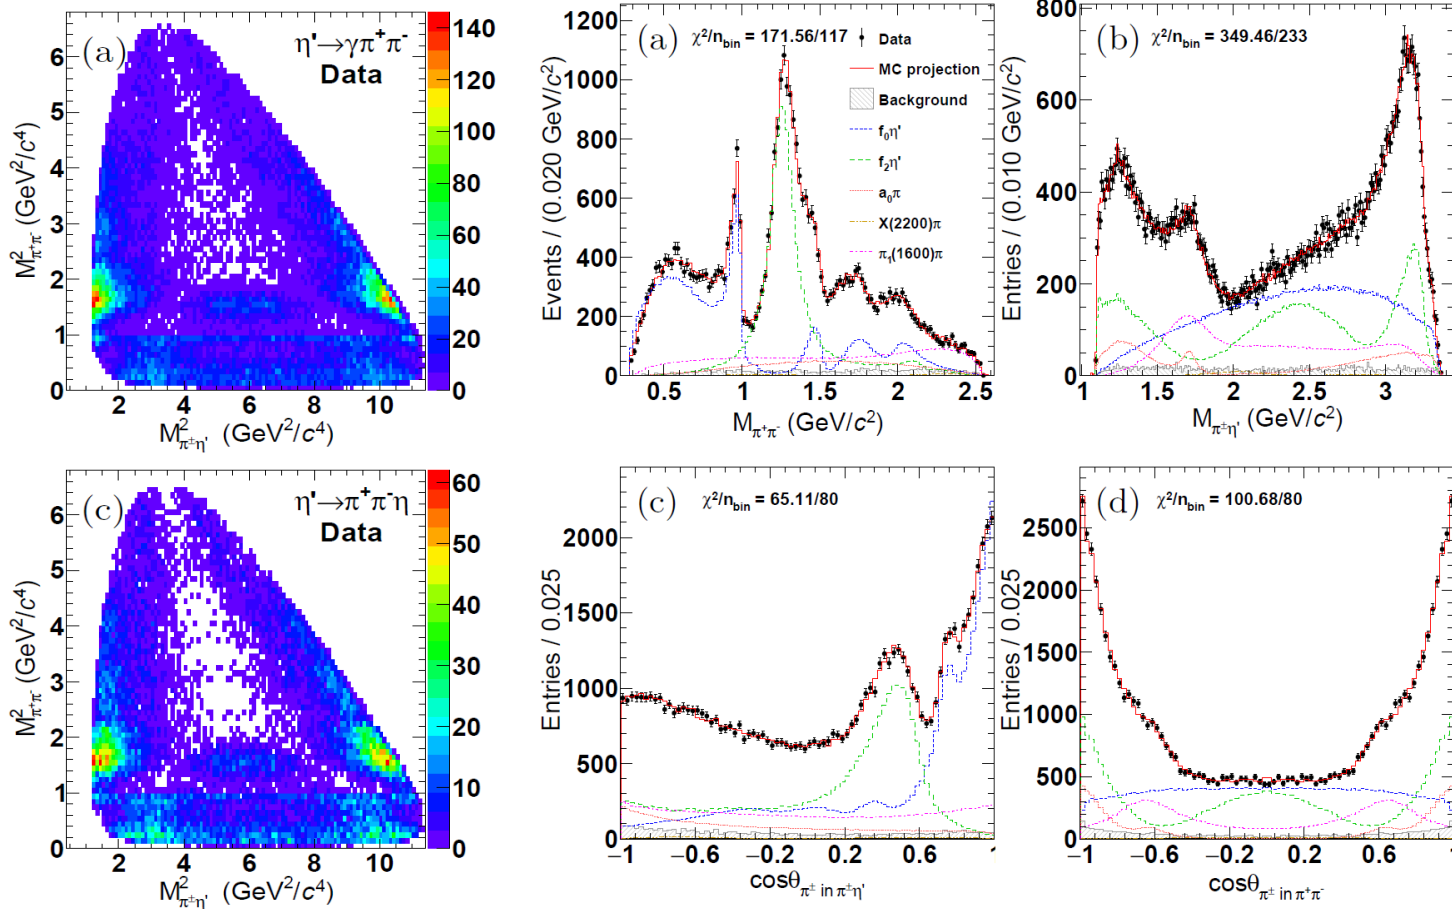 (a)
η'→γπ⁺π⁻
Data
M²π⁺π⁻ (GeV²/c⁴)
6
5
4
3
2
1
0
2 4 6 8 10
M²π±η' (GeV²/c⁴)
140
120
100
80
60
40
20
0
(a)
χ²/n_bin = 171.56/117
Data
MC projection
Background
f₀η'
f₂η'
a₀π
X(2200)π
π₁(1600)π
Events / (0.020 GeV/c²)
1200
1000
800
600
400
200
0
0.5 1 1.5 2 2.5
Mπ⁺π⁻ (GeV/c²)
(b)
χ²/n_bin = 349.46/233
Entries / (0.010 GeV/c²)
800
600
400
200
0
1 1.5 2 2.5 3
Mπ±η' (GeV/c²)
(c)
η'→π⁺π⁻η
Data
M²π⁺π⁻ (GeV²/c⁴)
6
5
4
3
2
1
0
2 4 6 8 10
M²π±η' (GeV²/c⁴)
60
50
40
30
20
10
0
(c)
χ²/n_bin = 65.11/80
Entries / 0.025
2000
1500
1000
500
0
−1 −0.6 −0.2 0.2 0.6 1
cosθπ± in π±η'
(d)
χ²/n_bin = 100.68/80
Entries / 0.025
2500
2000
1500
1000
500
0
−1 −0.6 −0.2 0.2 0.6 1
cosθπ± in π⁺π⁻